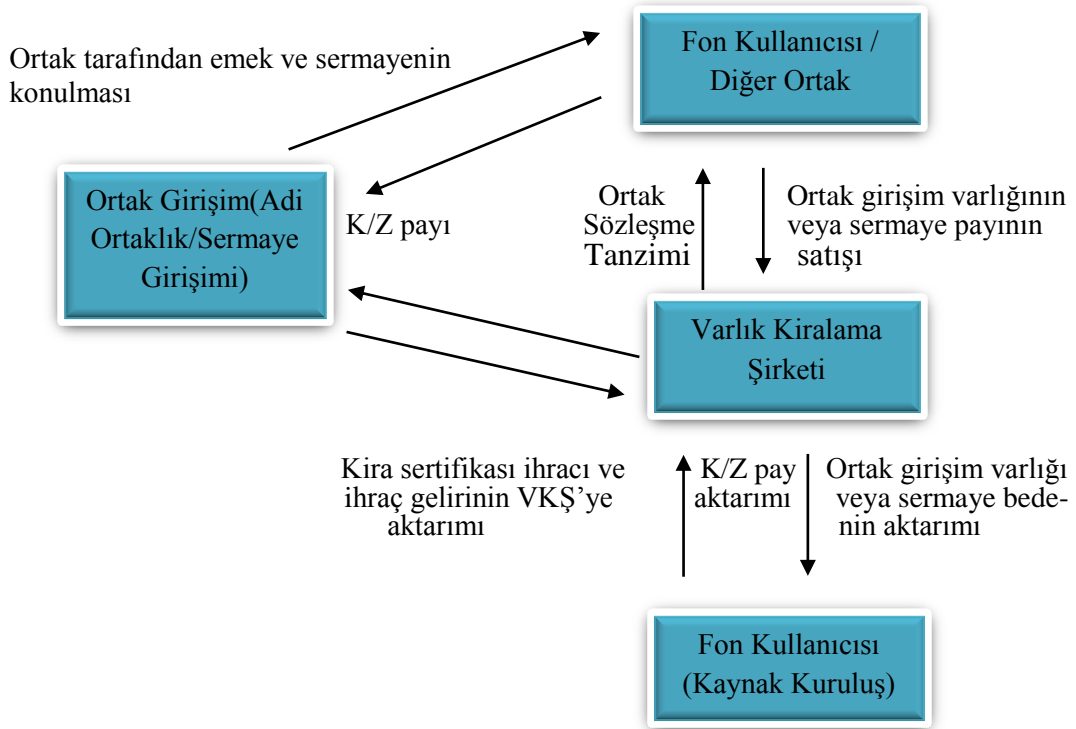 Ortak tarafından emek ve sermayenin
konulması
Fon Kullanıcısı /
Diğer Ortak
Ortak Girişim(Adi
Ortaklık/Sermaye
Girişimi)
K/Z payı
Ortak
Sözleşme
Tanzimi
Ortak girişim varlığının
veya sermaye payının
satışı
Varlık Kiralama
Şirketi
Kira sertifikası ihracı ve
ihraç gelirinin VKŞ’ye
aktarımı
K/Z pay
aktarımı
Ortak girişim varlığı
veya sermaye bede-
nin aktarımı
Fon Kullanıcısı
(Kaynak Kuruluş)